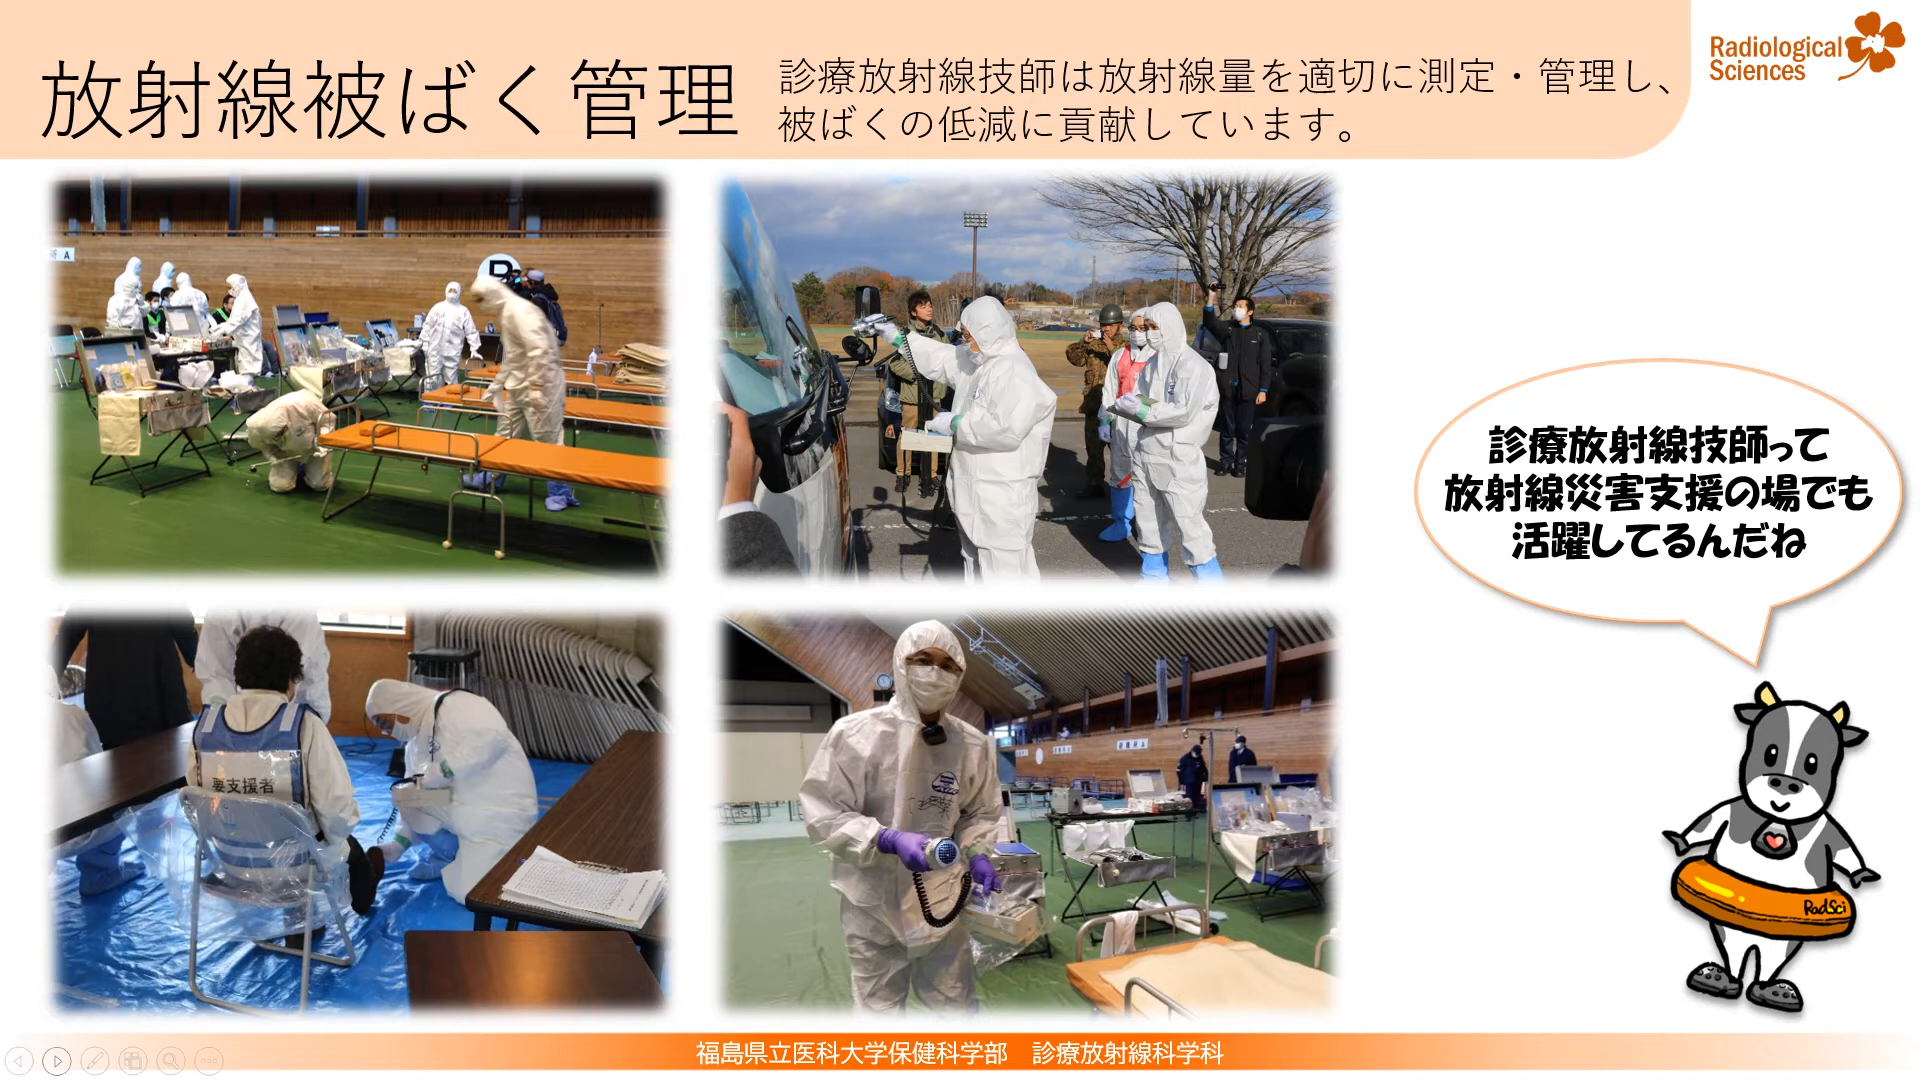 放射線被ばく管理
診療放射線技師は放射線量を適切に測定・管理し、
被ばくの低減に貢献しています。
Radiological
Sciences
A
要支援者
診療放射線技師って
放射線災害支援の場でも
活躍してるんだね
RadSci
福島県立医科大学保健科学部　診療放射線科学科